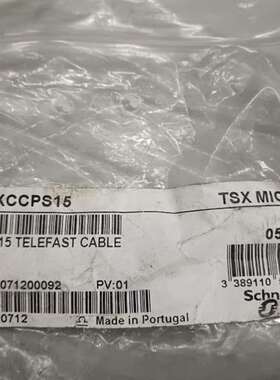 XCCPS15
TSX MIC
15 TELEFAST CABLE
05
071200092
PV:01
3 389110
0712
Made in Portugal
Schn